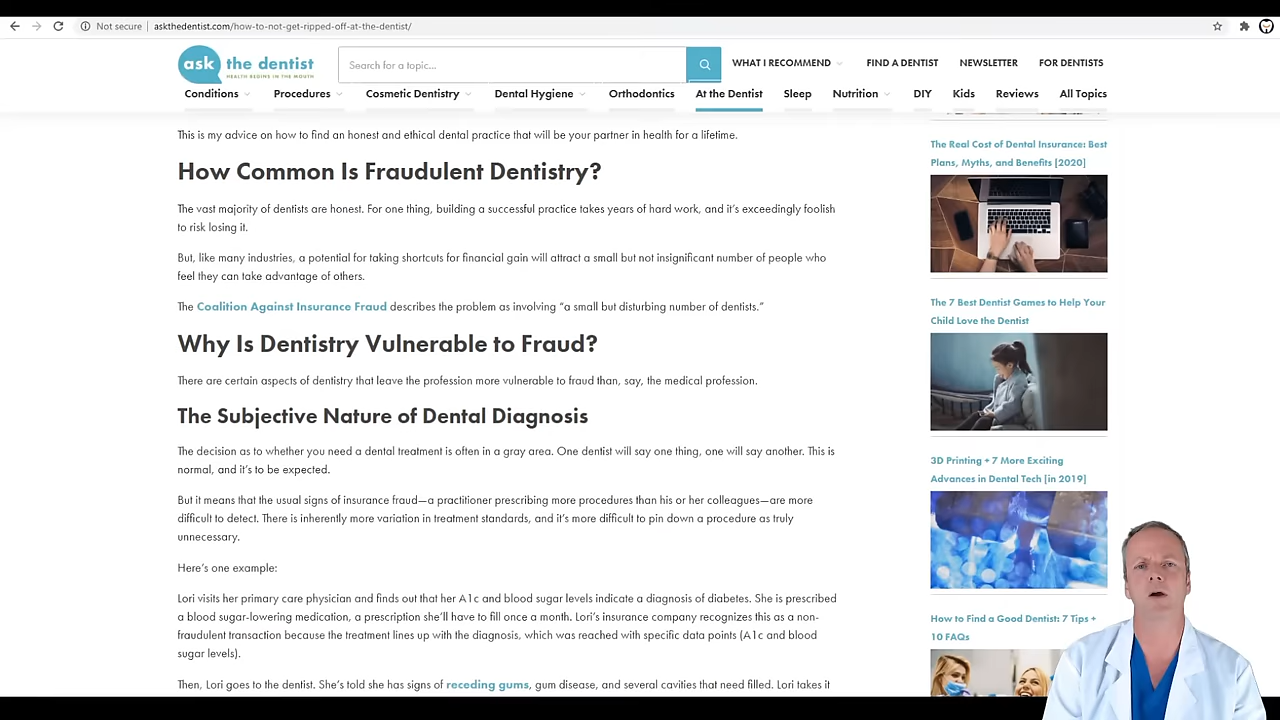 Not secure | askthedentist.com/how-to-not-get-ripped-off-at-the-dentist/
ask the dentist
HEALTH BEGINS IN THE MOUTH
Search for a topic...
WHAT I RECOMMEND
FIND A DENTIST
NEWSLETTER
FOR DENTISTS
Conditions
Procedures
Cosmetic Dentistry
Dental Hygiene
Orthodontics
At the Dentist
Sleep
Nutrition
DIY
Kids
Reviews
All Topics
This is my advice on how to find an honest and ethical dental practice that will be your partner in health for a lifetime.
How Common Is Fraudulent Dentistry?
The vast majority of dentists honest. For one thing, building a successful practice takes years of hard work, and it's exceedingly foolish
to risk losing it.
But, like many industries, a potential for taking shortcuts for financial gain will attract a small but not insignificant number of people who
feel they can take advantage of others.
The Coalition Against Insurance Fraud describes the problem as involving “a small but disturbing number of dentists.”
Why Is Dentistry Vulnerable to Fraud?
There are certain aspects of dentistry that leave the profession more vulnerable to fraud than, say, the medical profession.
The Subjective Nature of Dental Diagnosis
The decision as to whether you need a dental treatment is often in a gray area. One dentist will say one thing, one will say another. This is
normal, and it's to be expected.
But it means that the usual signs of insurance fraud—a practitioner prescribing more procedures than his or her colleagues—are more
difficult to detect. There is inherently more variation in treatment standards, and it's more difficult to pin down a procedure as truly
unnecessary.
Here's one example:
Lori visits her primary care physician and finds out that her A1c and blood sugar levels indicate a diagnosis of diabetes. She is prescribed
a blood sugar-lowering medication, a prescription she'll have to fill once a month. Lori's insurance company recognizes this as a non-
fraudulent transaction because the treatment lines up with the diagnosis, which was reached with specific data points (A1c and blood
sugar levels).
Then, Lori goes to the dentist. She's told she has signs of receding gums, gum disease, and several cavities that need filled. Lori takes it
The Real Cost of Dental Insurance: Best
Plans, Myths, and Benefits [2020]
The 7 Best Dentist Games to Help Your
Child Love the Dentist
3D Printing + 7 More Exciting
Advances in Dental Tech [in 2019]
How to Find a Good Dentist: 7 Tips +
10 FAQs